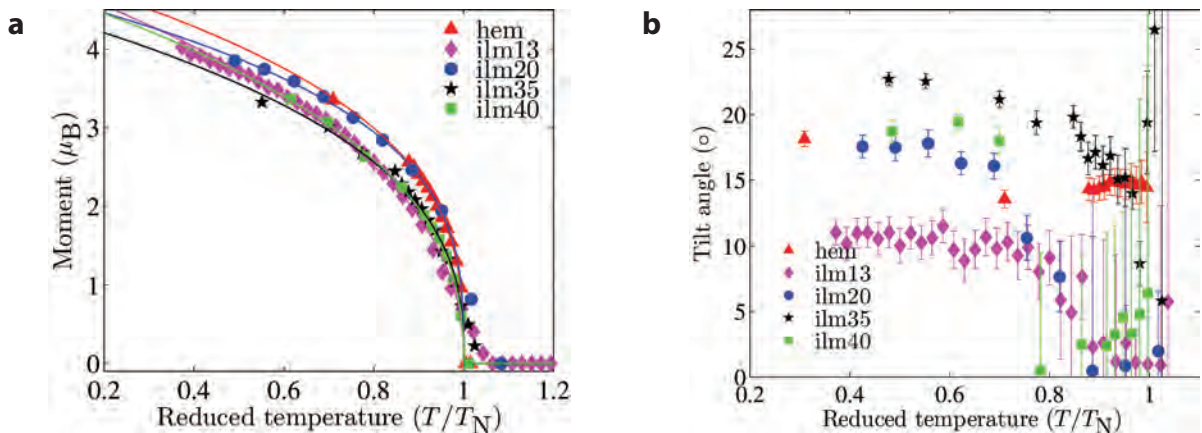 a
4
3
2
1
0
Moment (μB)
0.2 0.4 0.6 0.8 1 1.2
Reduced temperature (T/TN)
hem
ilm13
ilm20
ilm35
ilm40
b
25
20
15
10
5
0
Tilt angle (○)
0.2 0.4 0.6 0.8 1
Reduced temperature (T/TN)
hem
ilm13
ilm20
ilm35
ilm40